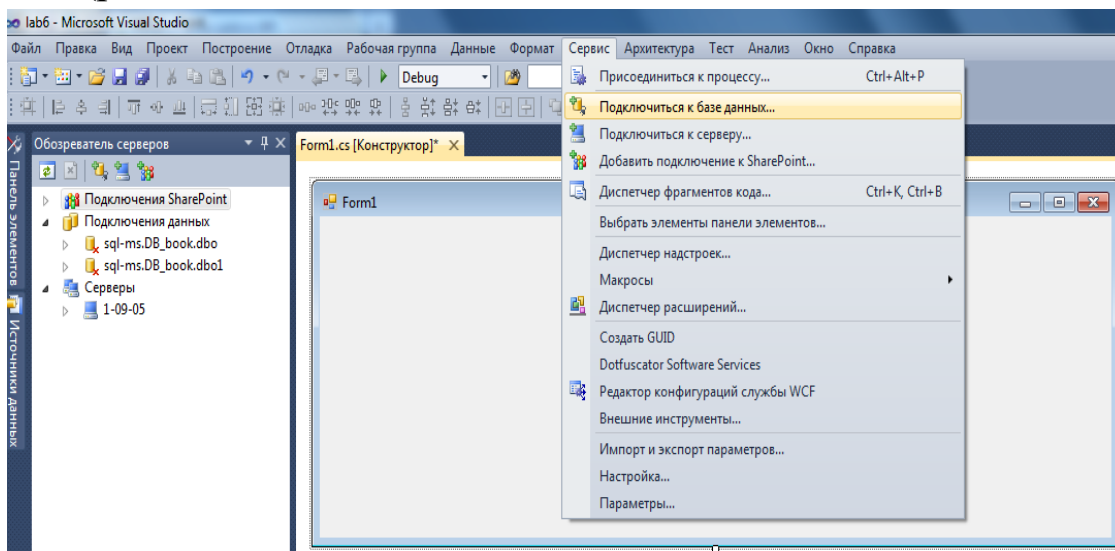 lab6 - Microsoft Visual Studio
Файл Правка Вид Проект Построение Отладка Рабочая группа Данные Формат Сервис Архитектура Тест Анализ Окно Справка
Debug
Обозреватель серверов
Form1.cs [Конструктор]*
Панель элементов
Источники данных
Подключения SharePoint
Подключения данных
sql-ms.DB_book.dbo
sql-ms.DB_book.dbo1
Серверы
1-09-05
Form1
Присоединиться к процессу... Ctrl+Alt+P
Подключиться к базе данных...
Подключиться к серверу...
Добавить подключение к SharePoint...
Диспетчер фрагментов кода... Ctrl+K, Ctrl+B
Выбрать элементы панели элементов...
Диспетчер надстроек...
Макросы
Диспетчер расширений...
Создать GUID
Dotfuscator Software Services
Редактор конфигураций службы WCF
Внешние инструменты...
Импорт и экспорт параметров...
Настройка...
Параметры...